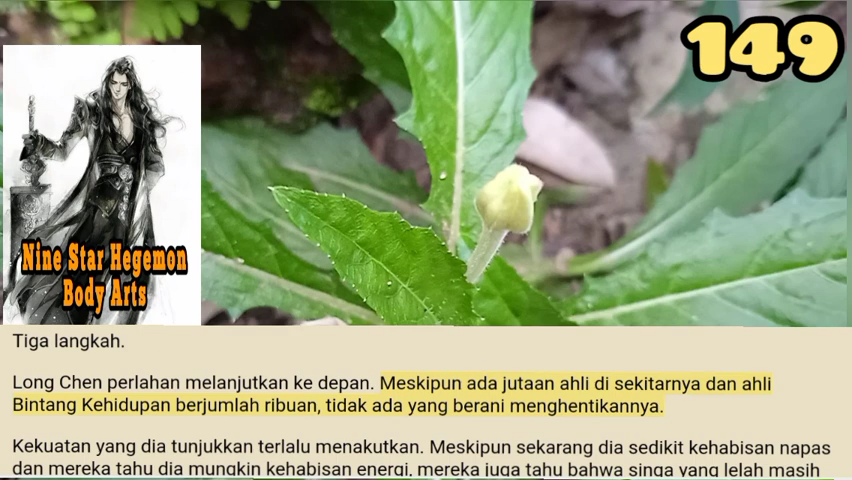 149
Nine Star Hegemon
Body Arts
Tiga langkah.
Long Chen perlahan melanjutkan ke depan. Meskipun ada jutaan ahli di sekitarnya dan ahli
Bintang Kehidupan berjumlah ribuan, tidak ada yang berani menghentikannya.
Kekuatan yang dia tunjukkan terlalu menakutkan. Meskipun sekarang dia sedikit kehabisan napas
dan mereka tahu dia mungkin kehabisan energi, mereka juga tahu bahwa singa yang lelah masih